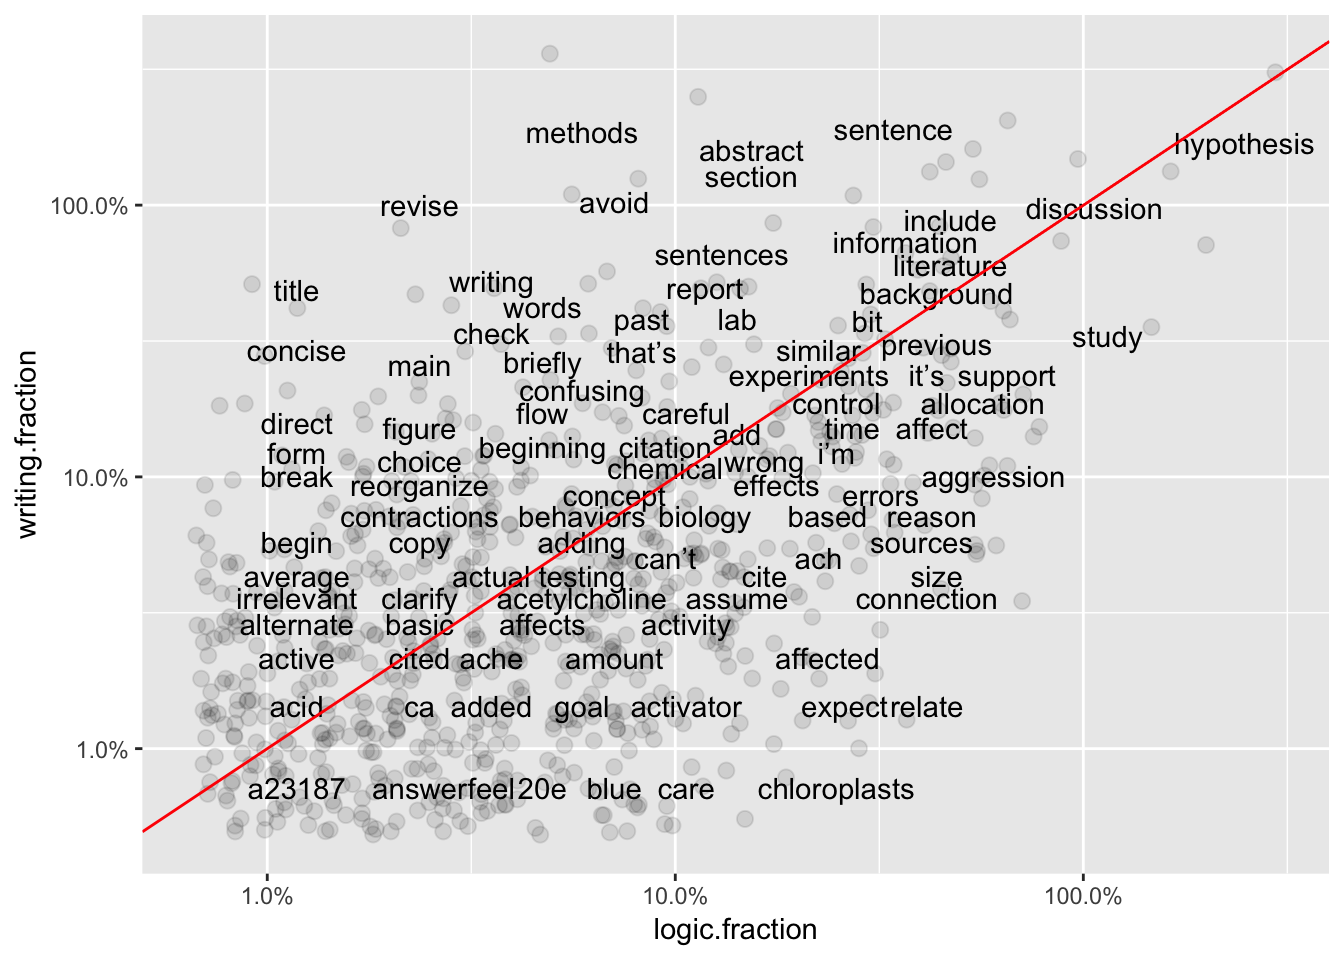 methods
sentence
abstract
hypothesis
section
revise
avoid
discussion
100.0%
include
information
sentences
literature
title
writing
report
background
words
past
lab
bit
check
study
concise
that’s
similar
previous
main
briefly
experiments
it’s
support
confusing
control
allocation
direct
flow
careful
figure
add
time
affect
form
beginning
citation
i’m
choice
chemical
wrong
10.0%
break
aggression
reorganize
concept
effects
errors
contractions
behaviors
biology
based
reason
begin
copy
adding
sources
can’t
ach
average
actual
testing
cite
size
irrelevant
clarify
acetylcholine
assume
connection
alternate
basic
affects
activity
active
cited
ache
amount
affected
acid
ca
added
goal
activator
expect
relate
1.0%
a23187
answer
feel
20e
blue
care
chloroplasts
1.0%
10.0%
100.0%
logic.fraction
writing.fraction